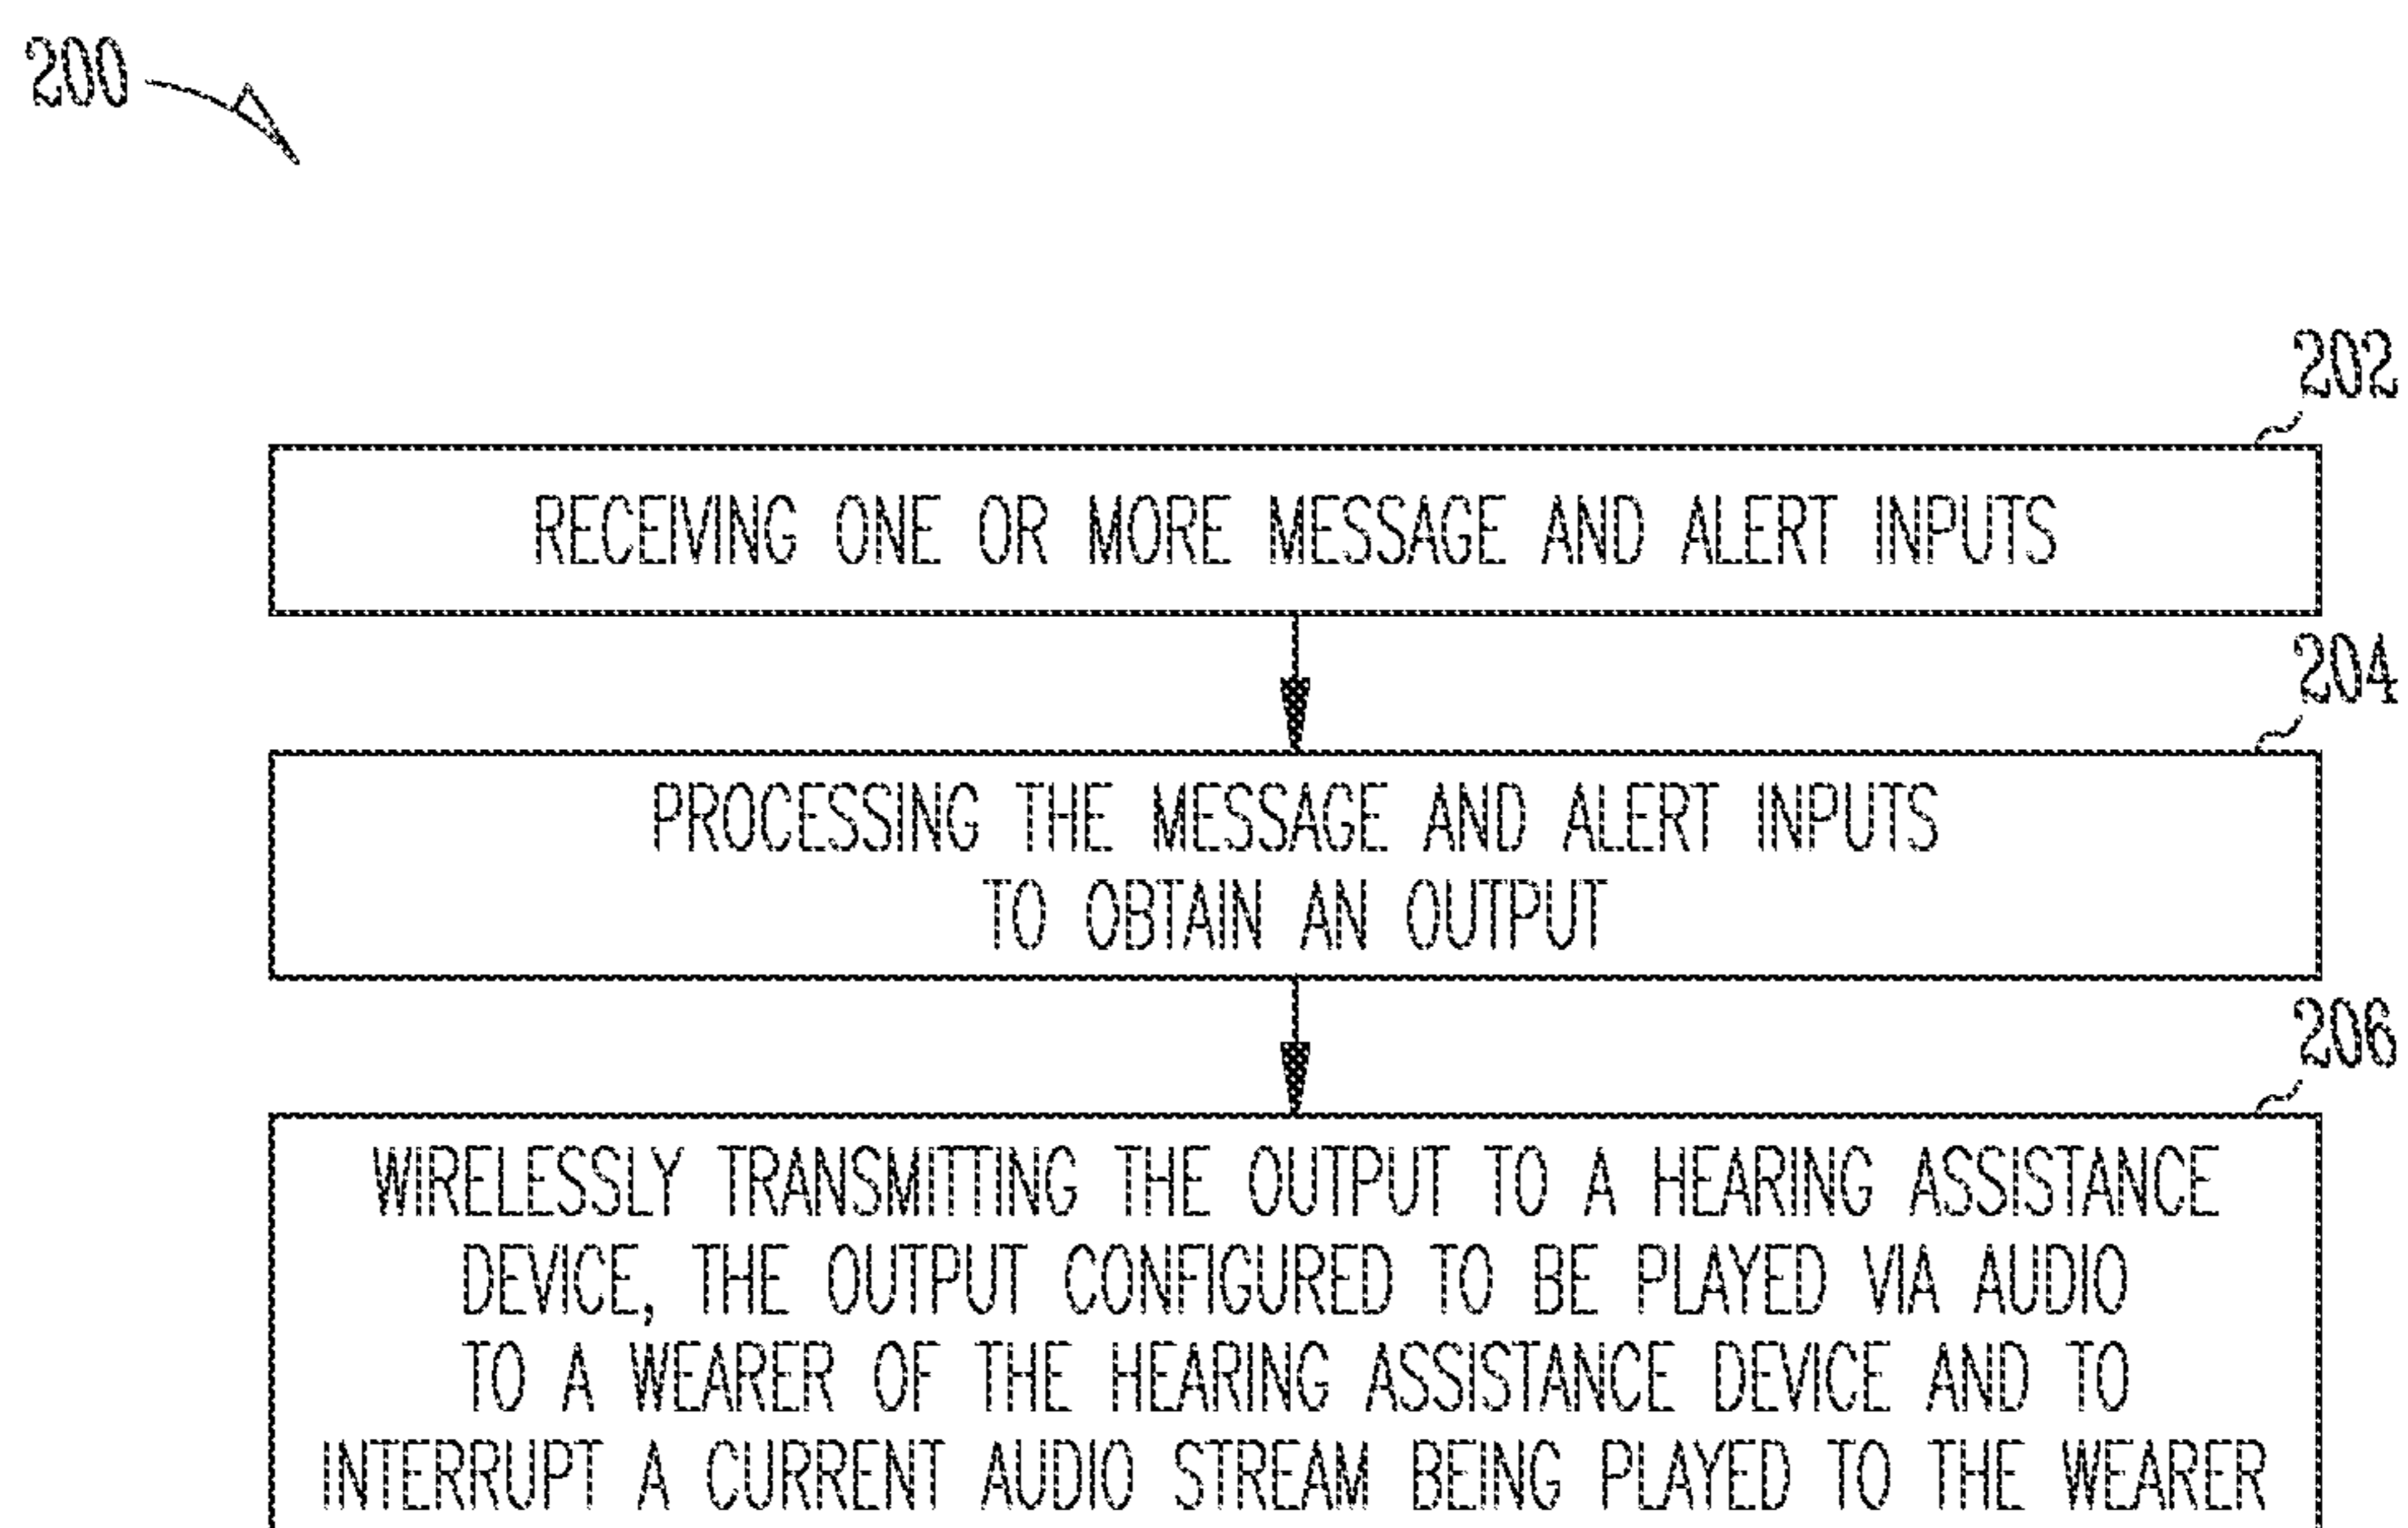 200
202
RECEIVING ONE OR MORE MESSAGE AND ALERT INPUTS
204
PROCESSING THE MESSAGE AND ALERT INPUTS
TO OBTAIN AN OUTPUT
206
WIRELESSLY TRANSMITTING THE OUTPUT TO A HEARING ASSISTANCE
DEVICE, THE OUTPUT CONFIGURED TO BE PLAYED VIA AUDIO
TO A WEARER OF THE HEARING ASSISTANCE DEVICE AND TO
INTERRUPT A CURRENT AUDIO STREAM BEING PLAYED TO THE WEARER